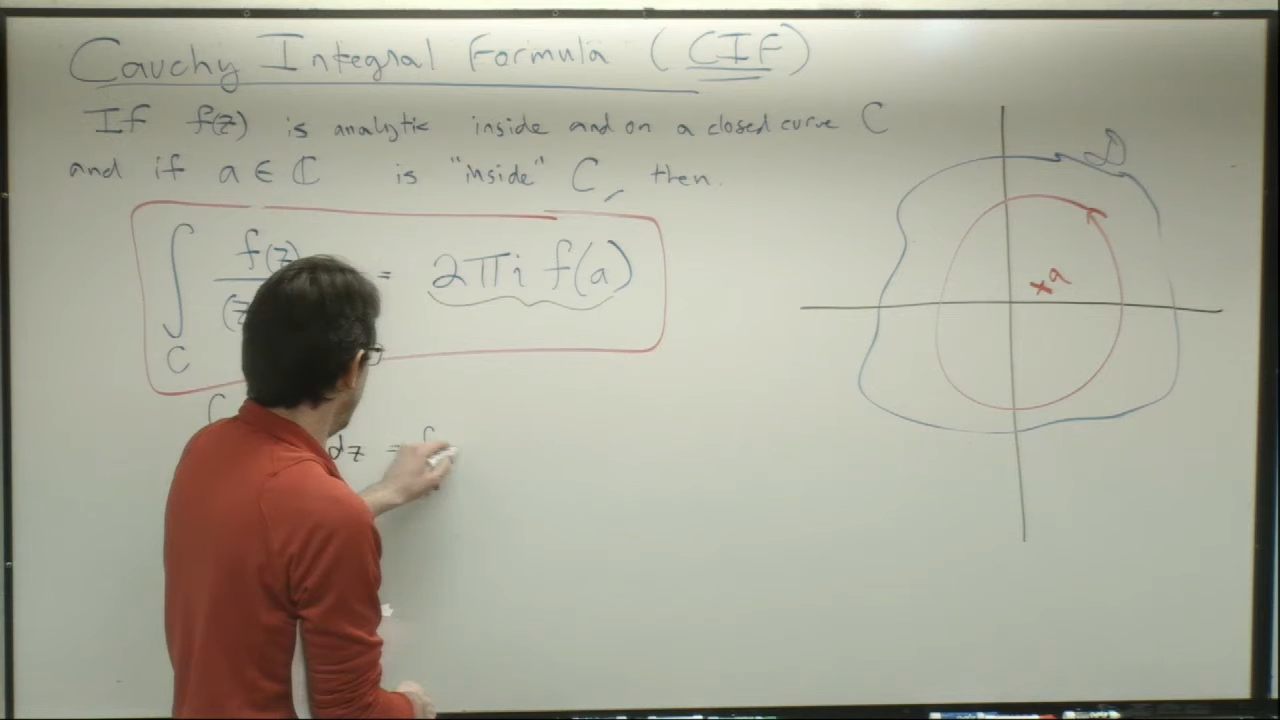 Cauchy Integral Formula (CIF)
If f(z) is analytic inside and on a closed curve C
and if a ∈ ℂ is "inside" C, then
∫ f(z) = 2πi f(a)
(z
C
dz =
D
a